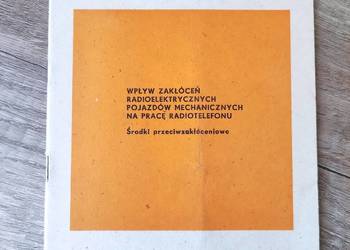 WPŁYW ZAKŁÓCEŃ
RADIOELEKTRYCZNYCH
POJAZDÓW MECHANICZNYCH
NA PRACĘ RADIOTELEFONU
Środki przeciwzakłóceniowe